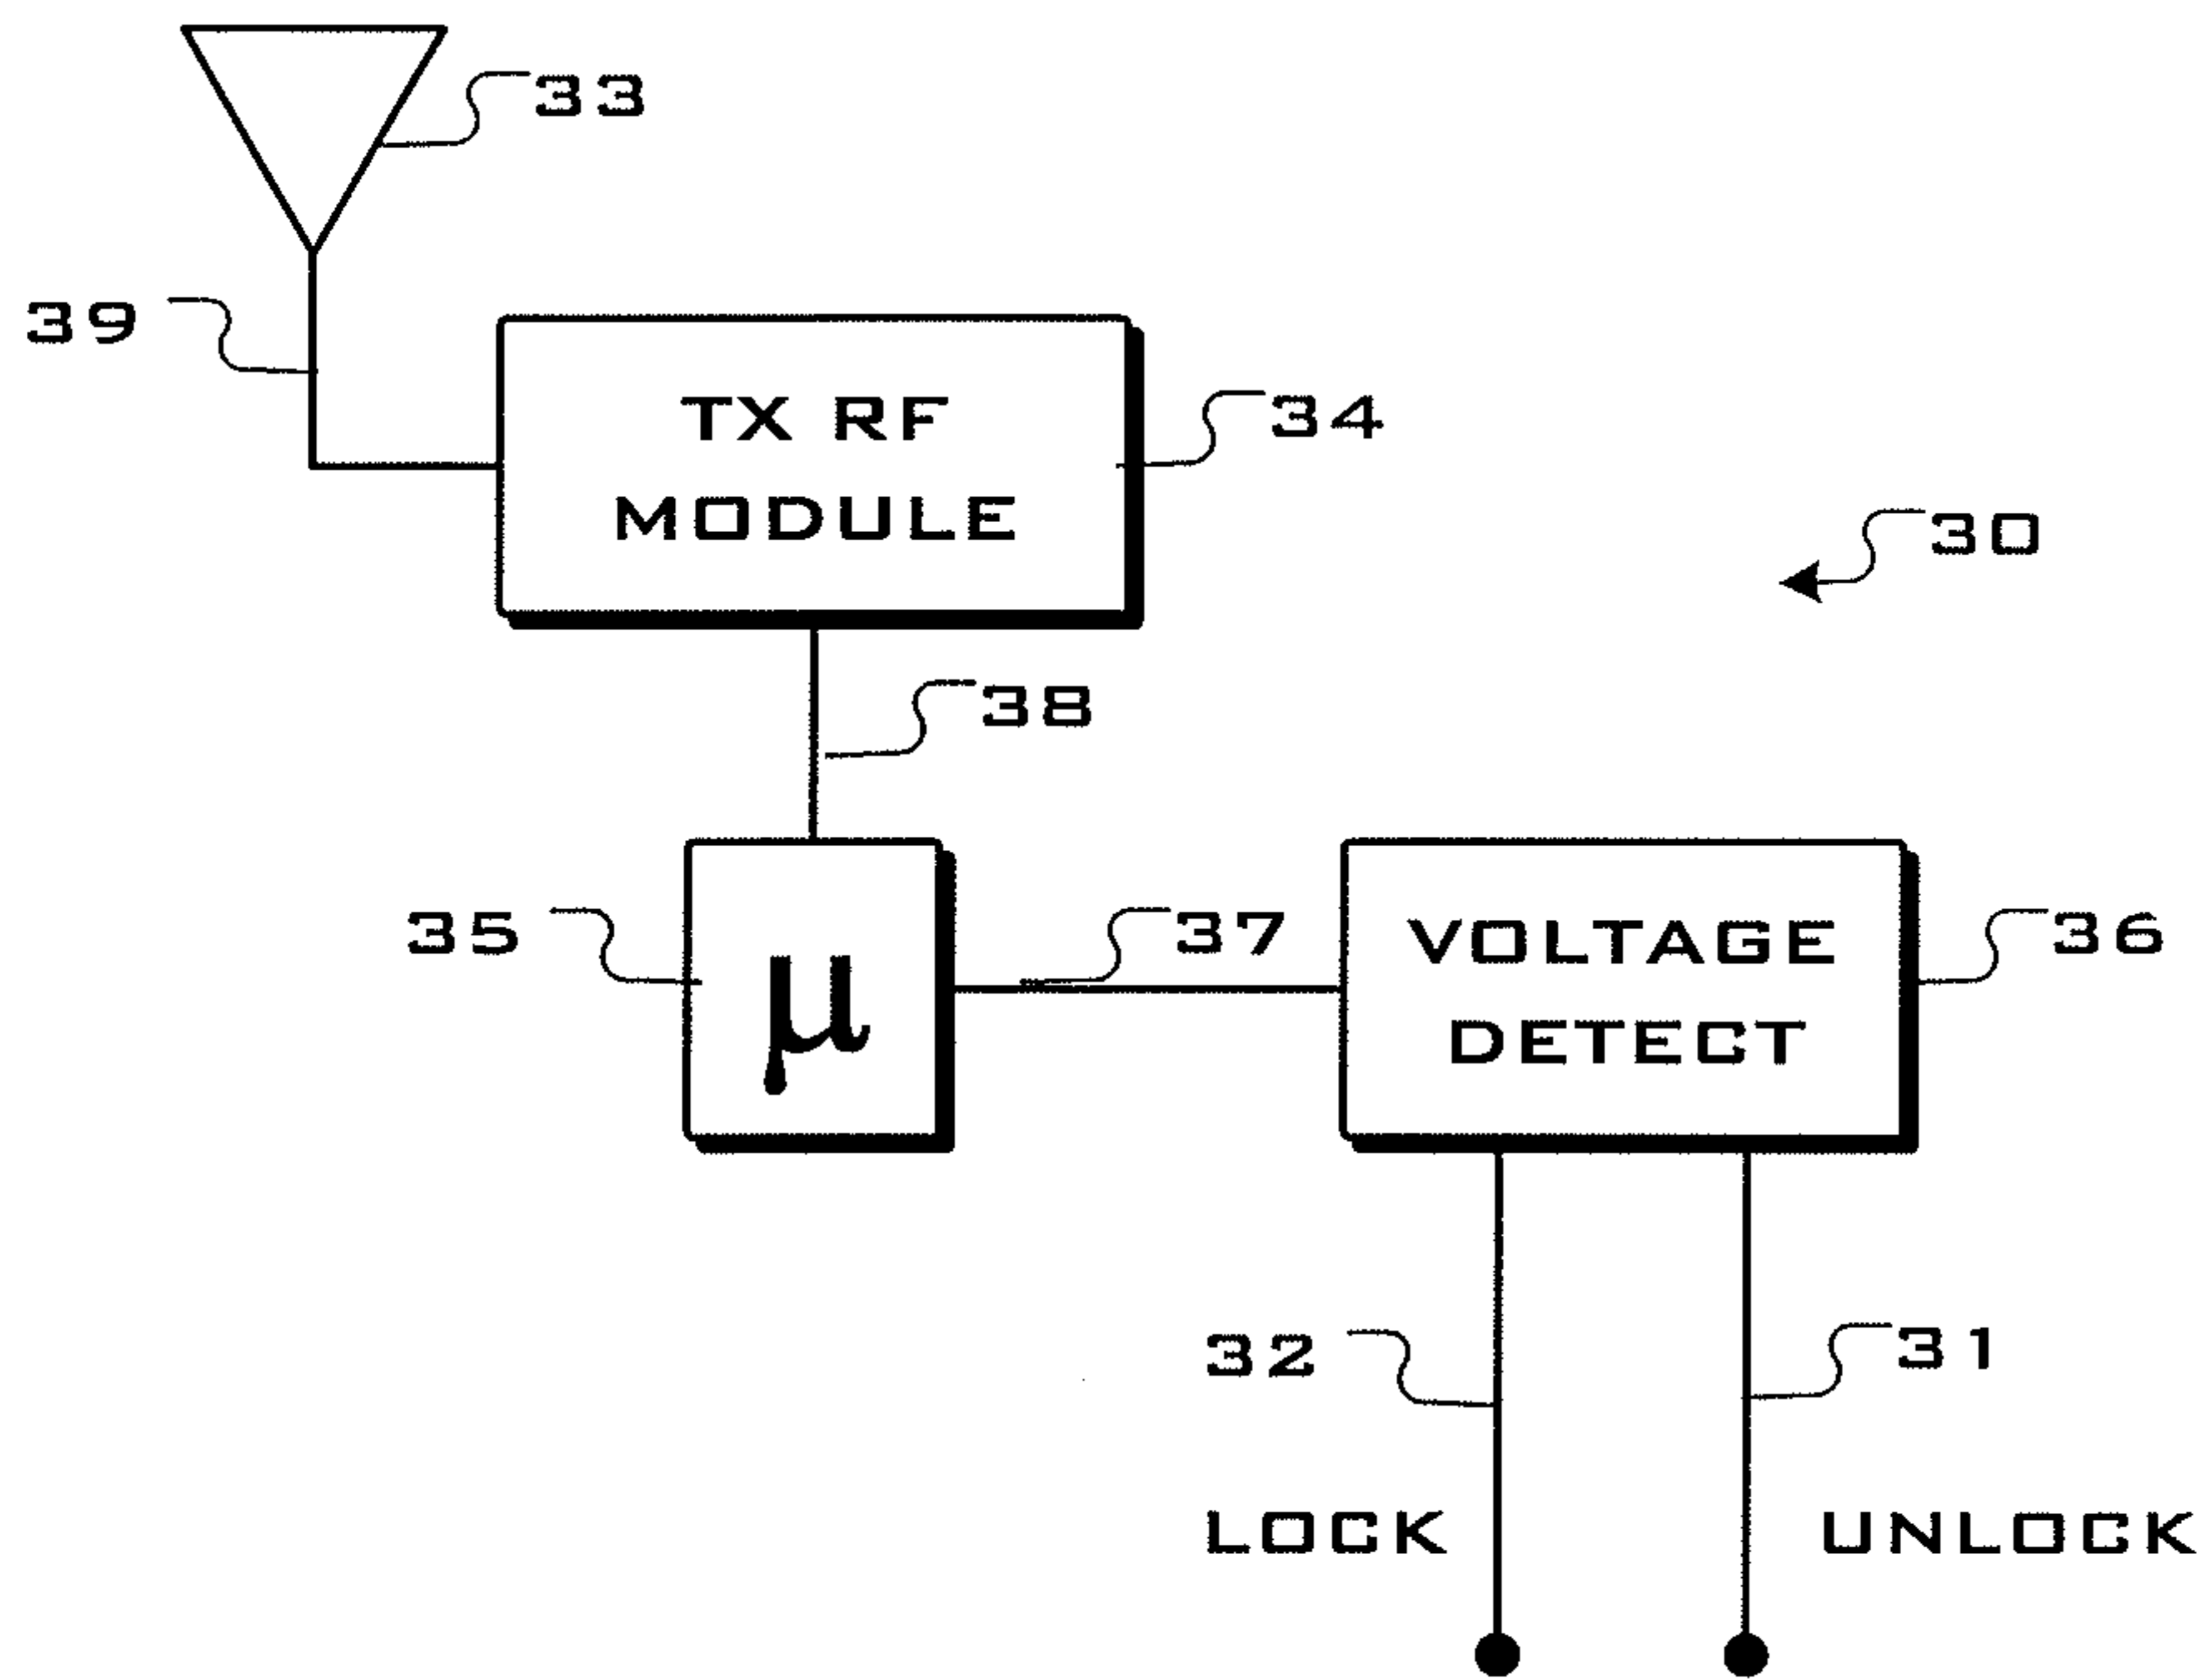 33
39
TX RF
MODULE
34
30
38
35
µ
37
VOLTAGE
DETECT
36
32
31
LOCK
UNLOCK